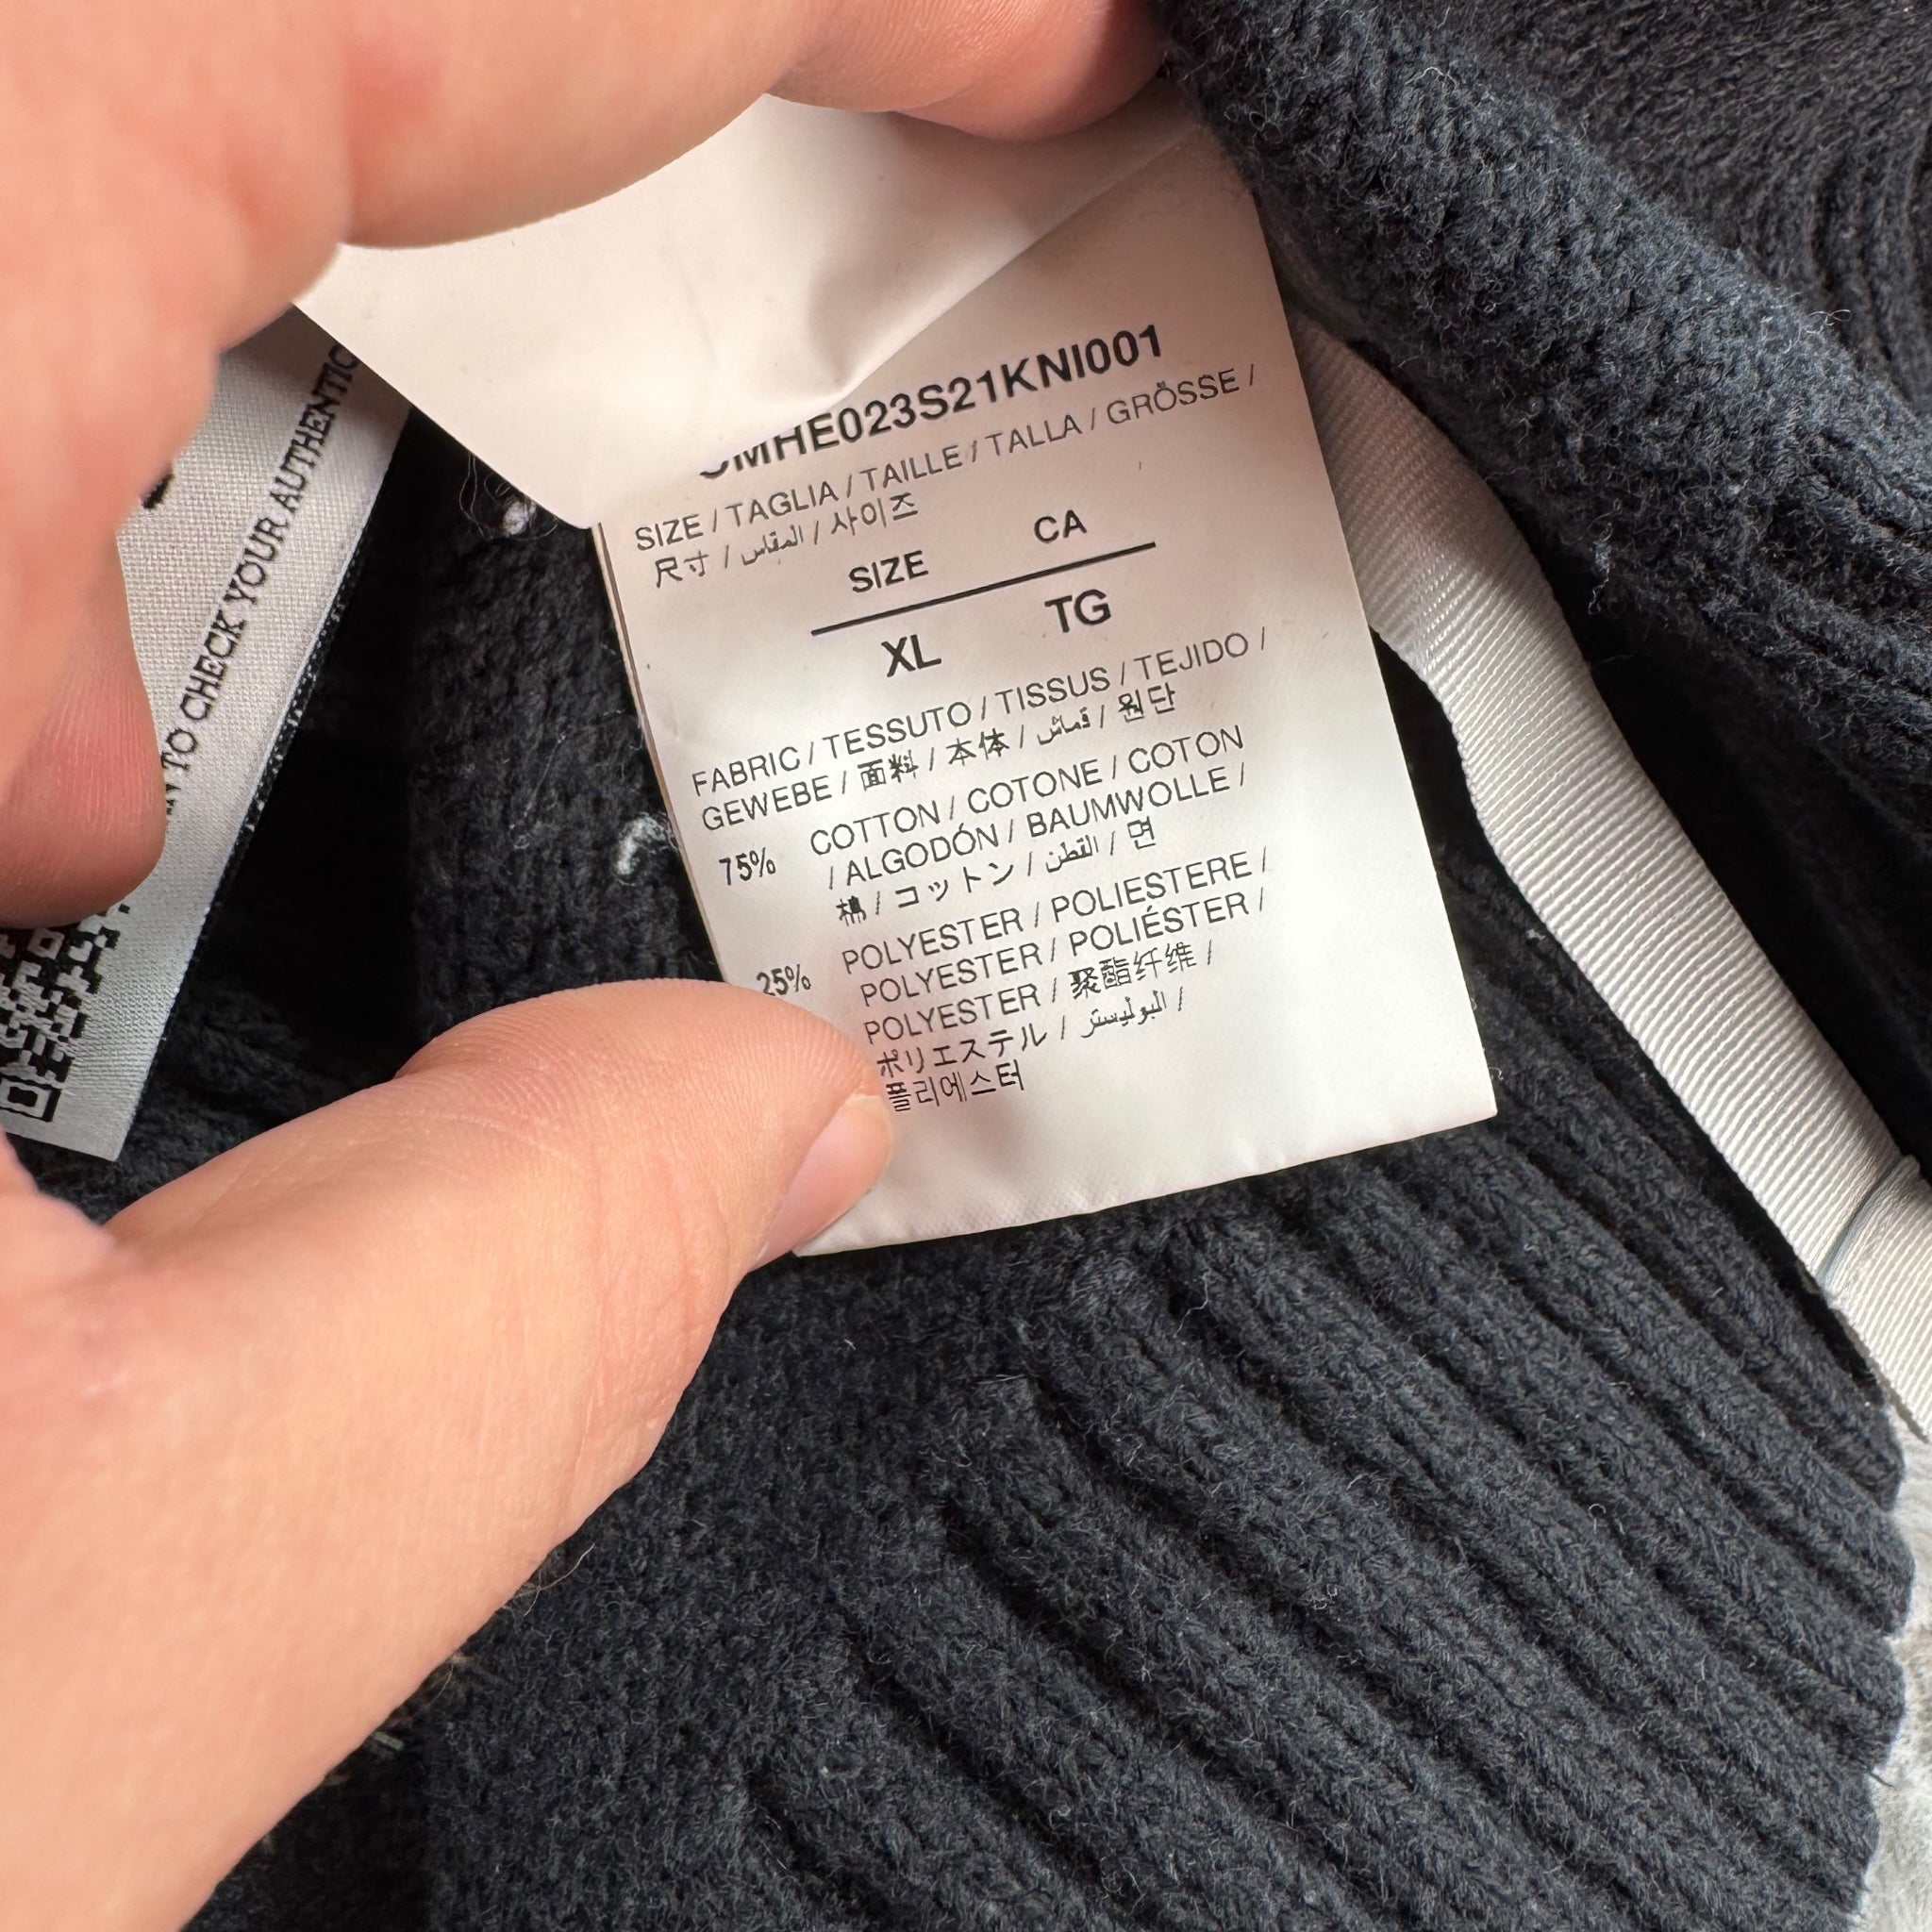 MHE023S21KNI001
SIZE / TAGLIA / TAILLE / TALLA / GRÖSSE /
尺寸 / المقاس / 사이즈
SIZE CA
XL TG
FABRIC / TESSUTO / TISSUS / TEJIDO /
GEWEBE / 面料 / 本体 / قماش / 원단
75% COTTON / COTONE / COTON
/ ALGODÓN / BAUMWOLLE /
棉 / コットン / القطن / 면
25% POLYESTER / POLIESTERE /
POLYESTER / POLIÉSTER /
POLYESTER / 聚酯纤维 /
ポリエステル / البوليستر /
폴리에스터
TO CHECK YOUR AUTHENTIC